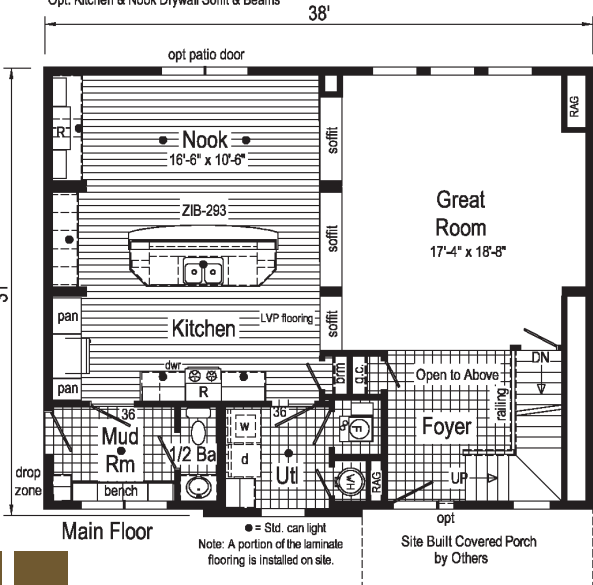 Opt. Kitchen & Nook Drywall Soffit & Beams
38'
opt patio door
R
Nook
16'-6" x 10'-6"
soffit
RAG
ZIB-293
soffit
Great
Room
17'-4" x 18'-8"
31'
pan
Kitchen
LVP flooring
soffit
pan
dwr
R
brm
g.c.
Open to Above
DN
railing
36
36
Mud
Rm
1/2 Ba
w
d
Utl
F
Foyer
drop
zone
bench
WH
RAG
UP
Main Floor
● = Std. can light
Note: A portion of the laminate
flooring is installed on site.
opt
Site Built Covered Porch
by Others